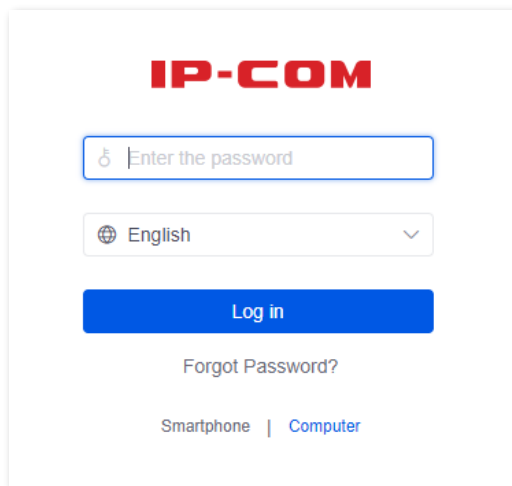 IP-COM
Enter the password
English
Log in
Forgot Password?
Smartphone | Computer